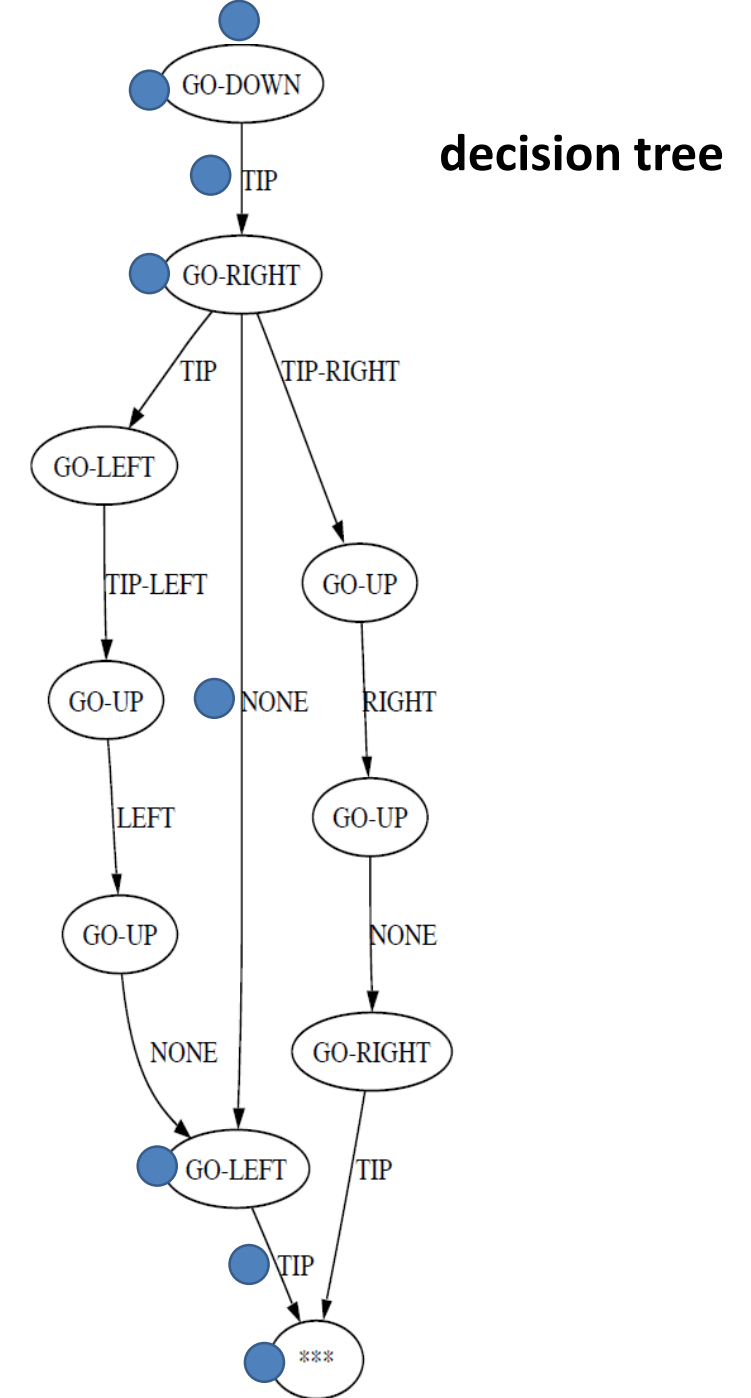 GO-DOWN
decision tree
TIP
GO-RIGHT
TIP
TIP-RIGHT
GO-LEFT
TIP-LEFT
GO-UP
GO-UP
NONE
RIGHT
LEFT
GO-UP
GO-UP
NONE
NONE
GO-RIGHT
GO-LEFT
TIP
TIP
***